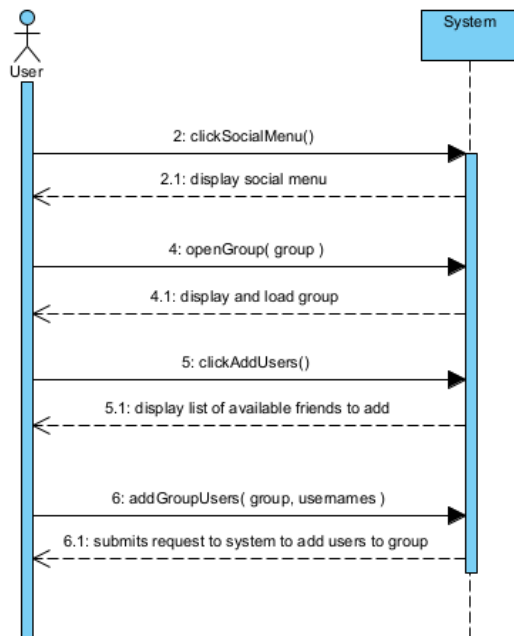 System
User
2: clickSocialMenu()
2.1: display social menu
4: openGroup( group )
4.1: display and load group
5: clickAddUsers()
5.1: display list of available friends to add
6: addGroupUsers( group, usernames )
6.1: submits request to system to add users to group